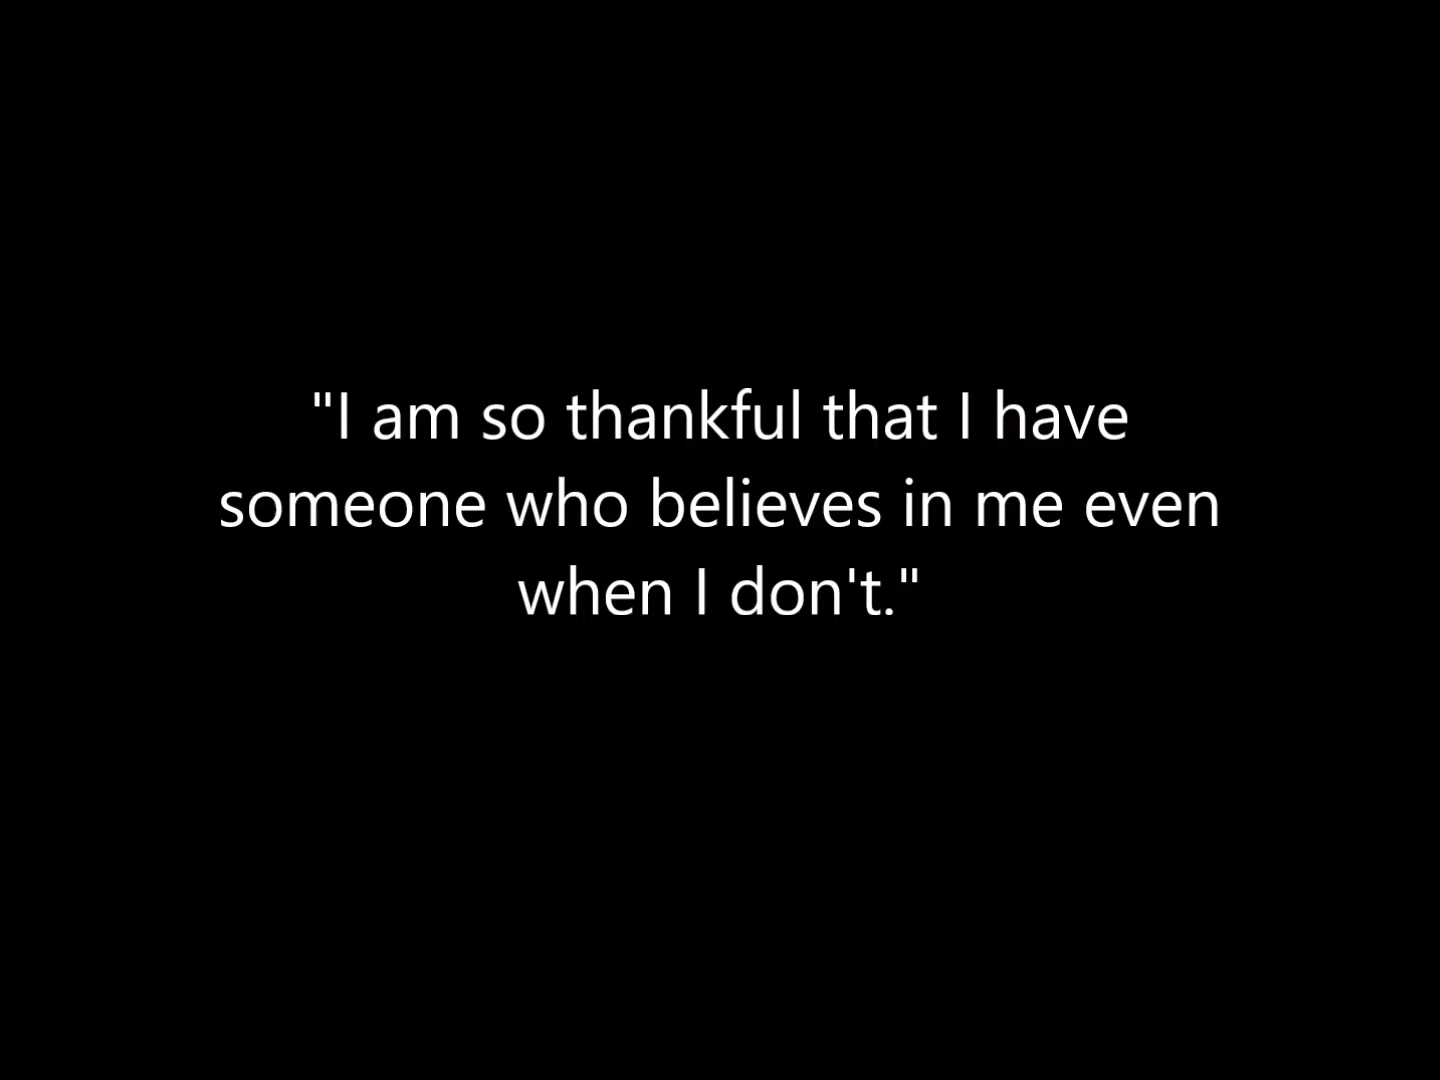 "I am so thankful that I have
someone who believes in me even
when I don't."